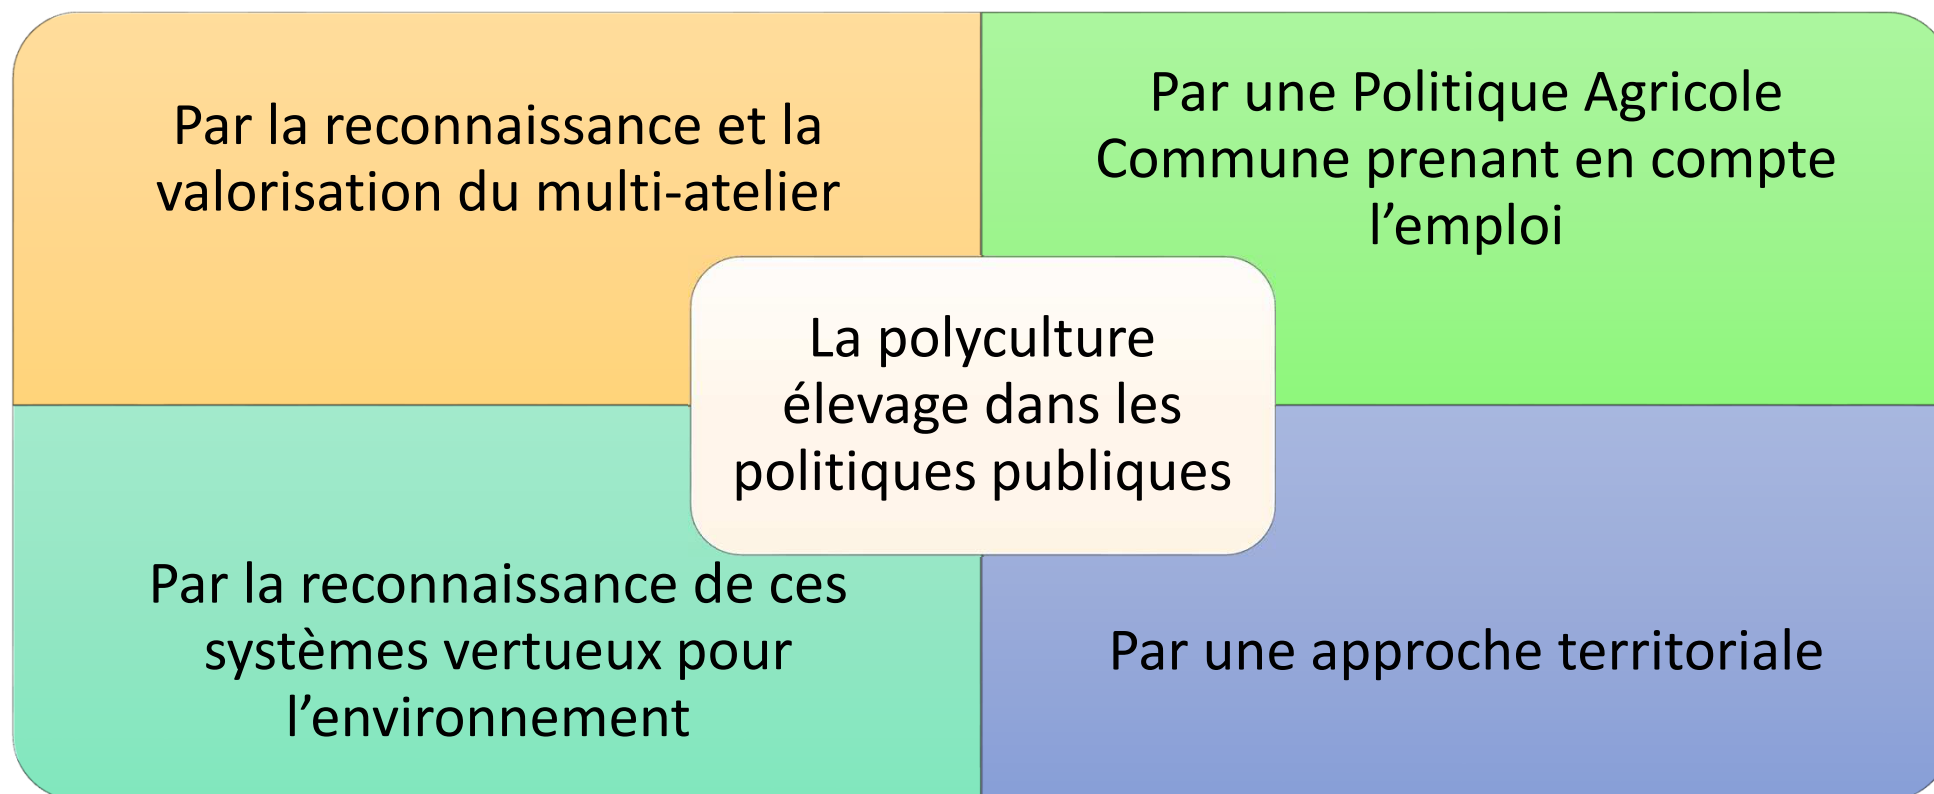 Par la reconnaissance et la
valorisation du multi-atelier
Par une Politique Agricole
Commune prenant en compte
l’emploi
La polyculture
élevage dans les
politiques publiques
Par la reconnaissance de ces
systèmes vertueux pour
l’environnement
Par une approche territoriale